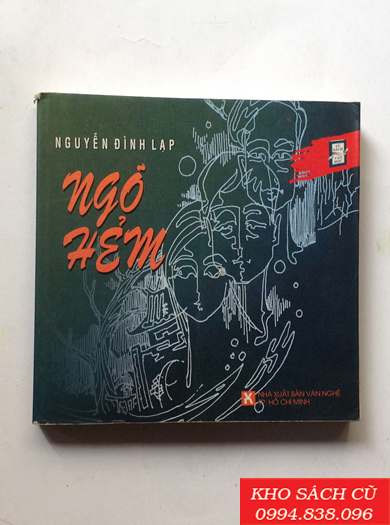 NGUYỄN ĐÌNH LẠP
NGÕ
HẺM
NHÀ XUẤT BẢN VĂN NGHỆ
TP. HỒ CHÍ MINH
KHO SÁCH CŨ
0994.838.096